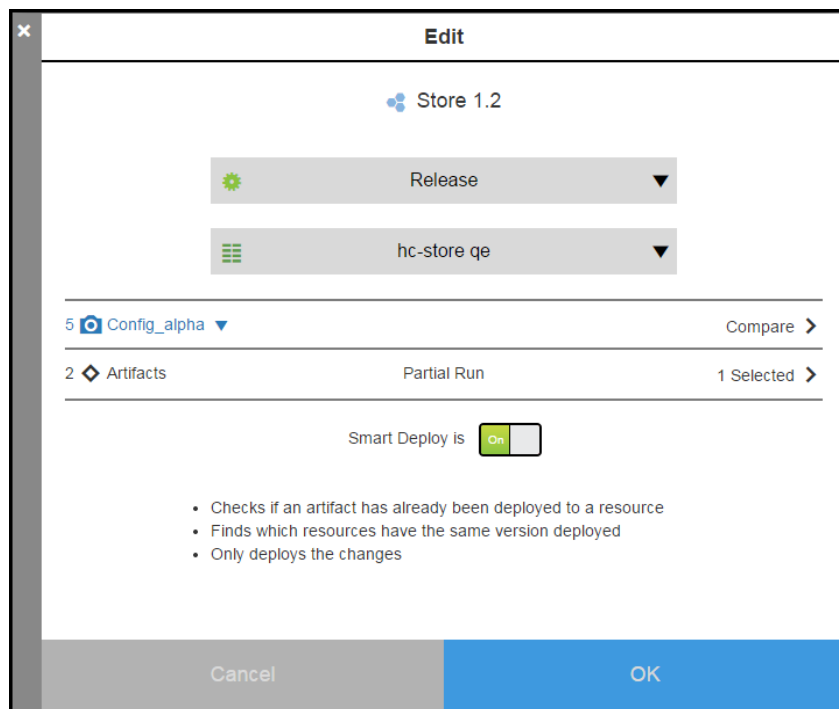 Edit
Store 1.2
Release
hc-store qe
5 Config_alpha Compare
2 Artifacts Partial Run 1 Selected
Smart Deploy is On
• Checks if an artifact has already been deployed to a resource
• Finds which resources have the same version deployed
• Only deploys the changes
Cancel OK